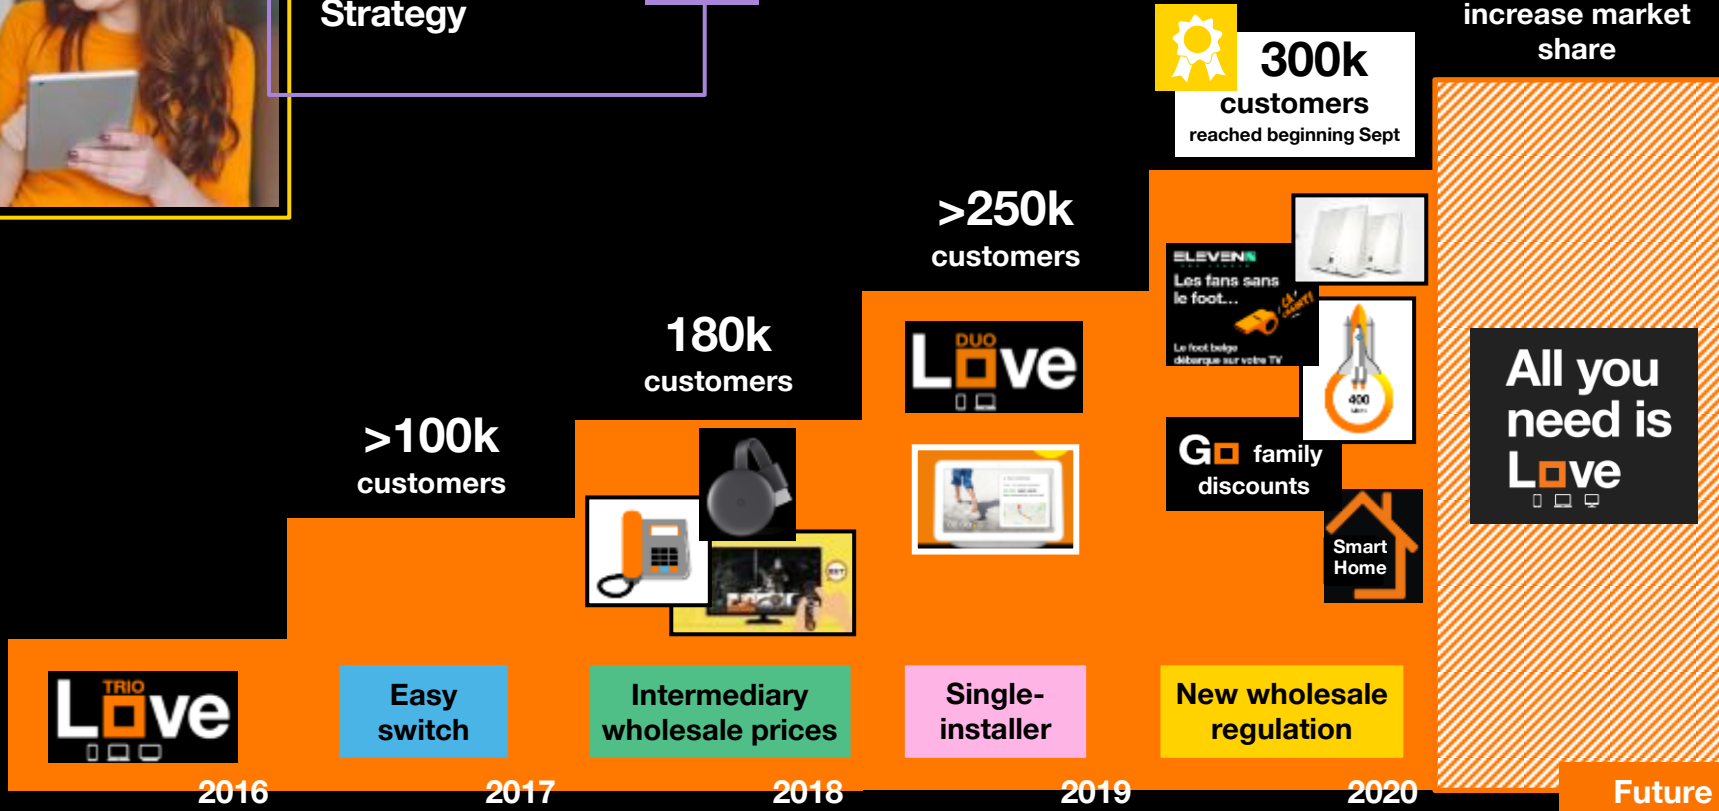 Strategy
increase market
share
300k
customers
reached beginning Sept
>250k
customers
180k
customers
>100k
customers
ELEVEN
Les fans sans
le foot...
ÇA
Le foot belge
débarque sur votre TV
400
Go family
discounts
Smart
Home
DUO
Love
TRIO
Love
All you
need is
Love
Easy
switch
Intermediary
wholesale prices
Single-
installer
New wholesale
regulation
2016
2017
2018
2019
2020
Future